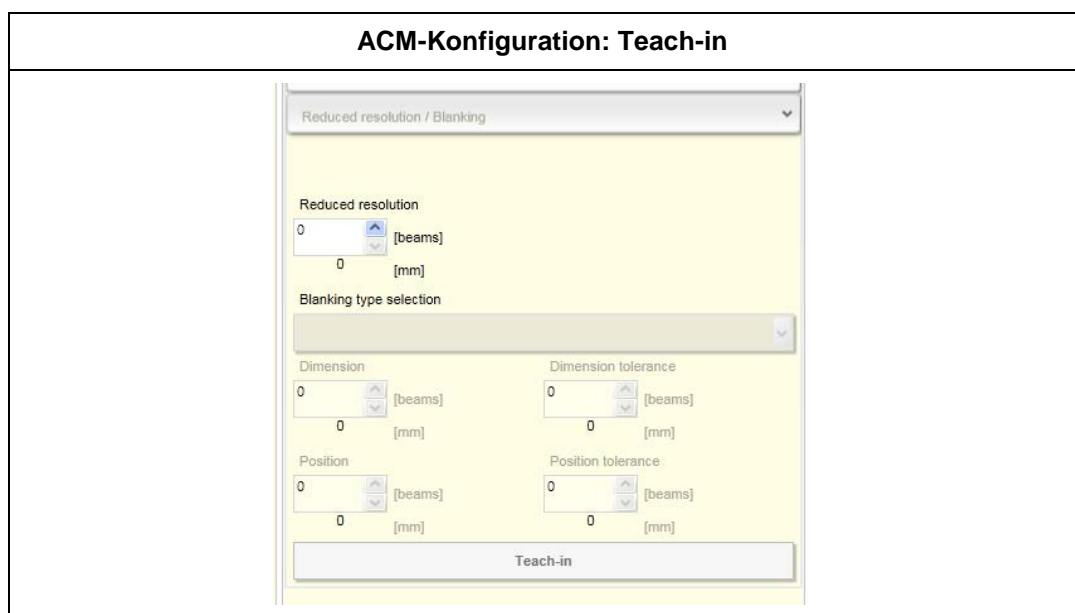 ACM-Konfiguration: Teach-in
Reduced resolution / Blanking
Reduced resolution
0 [beams]
0 [mm]
Blanking type selection
Dimension Dimension tolerance
0 [beams] 0 [beams]
0 [mm] 0 [mm]
Position Position tolerance
0 [beams] 0 [beams]
0 [mm] 0 [mm]
Teach-in